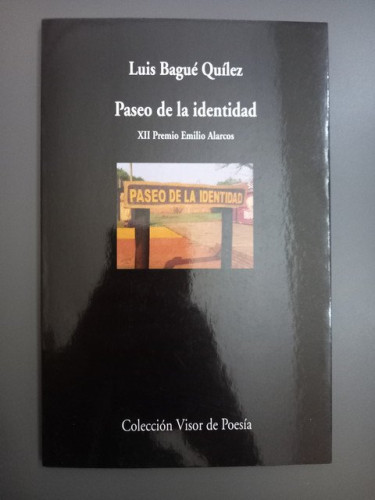 Luis Bagué Quílez
Paseo de la identidad
XII Premio Emilio Alarcos
PASEO DE LA IDENTIDAD
Colección Visor de Poesía